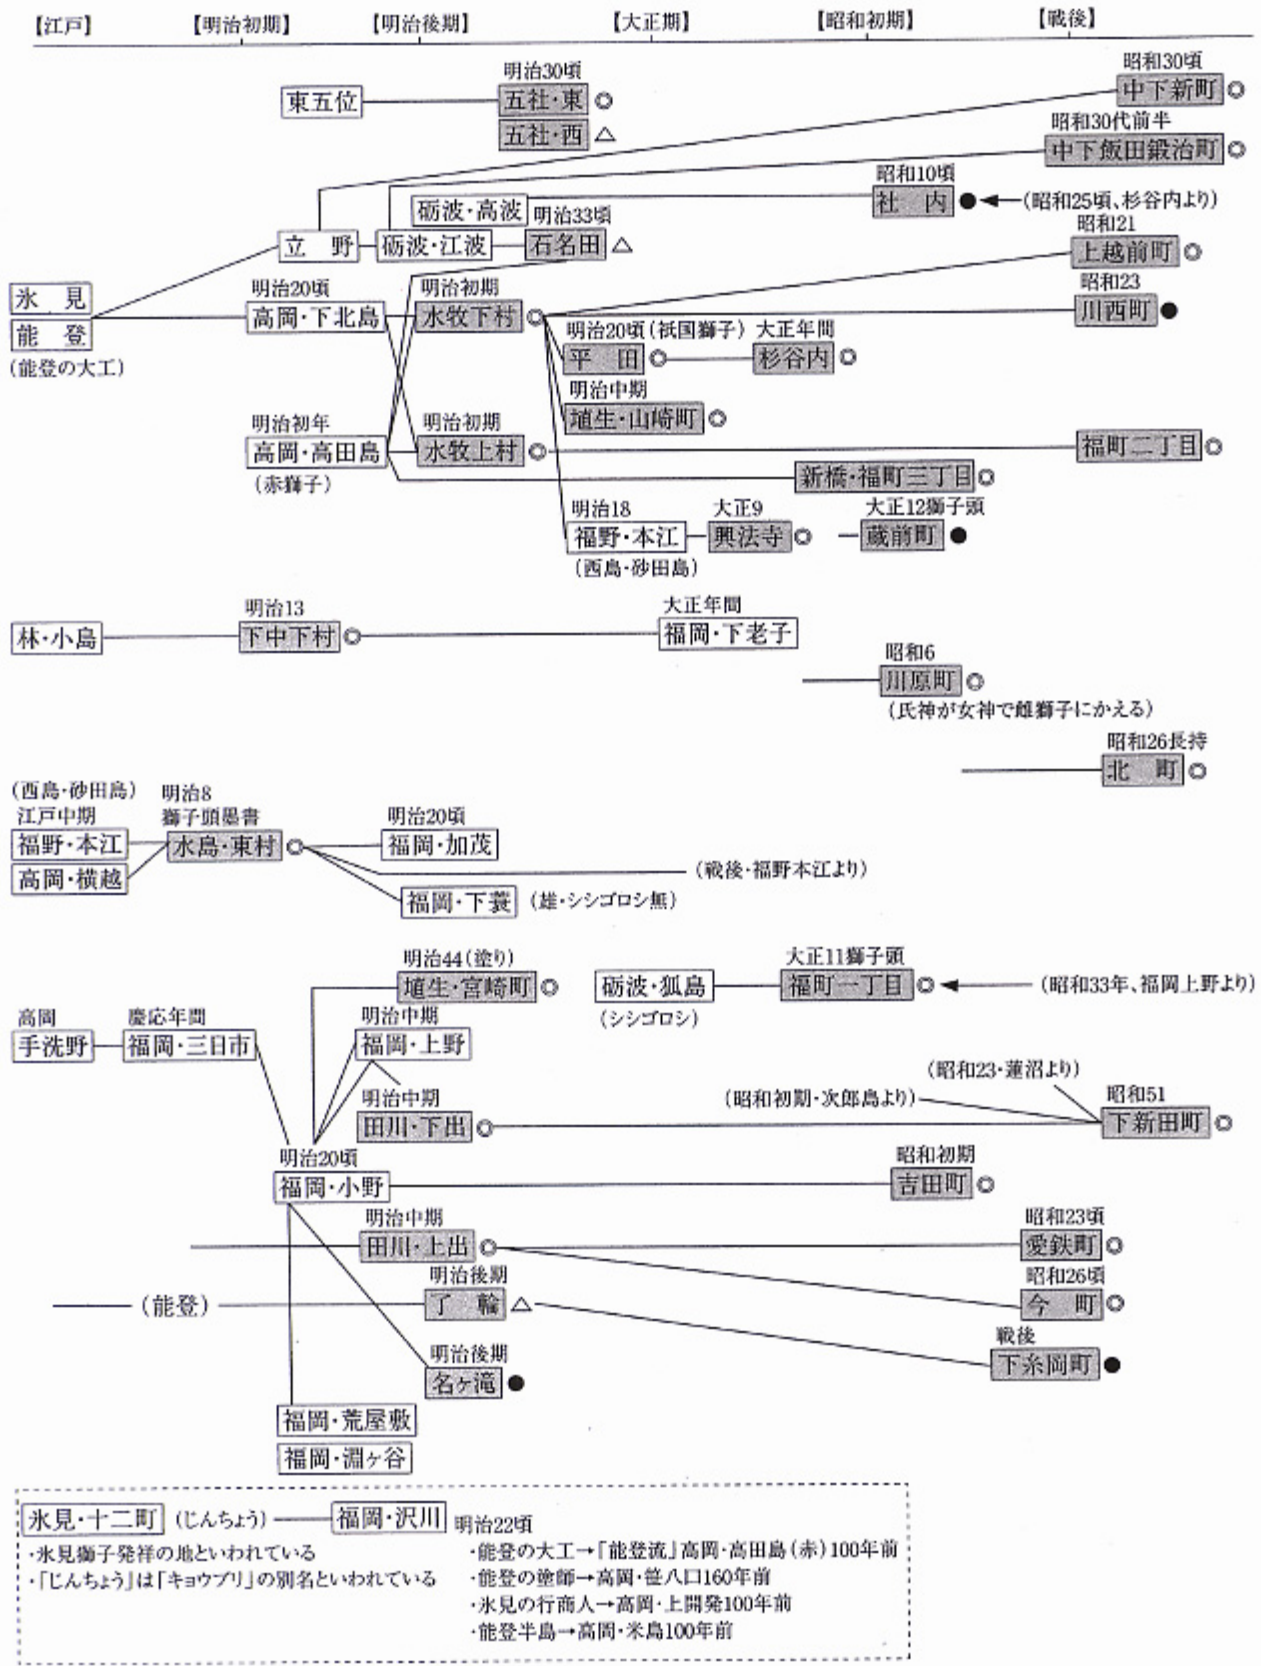 【江戸】 【明治初期】 【明治後期】 【大正期】 【昭和初期】 【戦後】
明治30頃
東五位 五社・東 ◎
五社・西 △
昭和30頃
中下新町 ◎
昭和30代前半
中下飯田鍛治町 ◎
昭和10頃
砺波・高波 社 内 ● ←(昭和25頃、杉谷内より)
明治33頃
立 野 砺波・江波 石名田 △
昭和21
上越前町 ◎
氷 見
能 登
(能登の大工)
明治20頃 明治初期 昭和23
高岡・下北島 水牧下村 ◎ 川西町 ●
明治20頃(祇国獅子) 大正年間
平 田 ◎ 杉谷内 ◎
明治中期
埴生・山崎町 ◎
明治初年 明治初期
高岡・高田島 水牧上村 ◎ 福町二丁目 ◎
(赤獅子)
新橋・福町三丁目 ◎
明治18 大正9 大正12獅子頭
福野・本江 興法寺 ◎ 蔵前町 ●
(西島・砂田島)
明治13 大正年間
林・小島 下中下村 ◎ 福岡・下老子
昭和6
川原町 ◎
(氏神が女神で雌獅子にかえる)
昭和26長持
北 町 ◎
(西島・砂田島) 明治8
江戸中期 獅子頭墨書 明治20頃
福野・本江 水島・東村 ◎ 福岡・加茂
高岡・横越 (戦後・福野本江より)
福岡・下蓑 (雄・シシゴロシ無)
明治44(塗り) 大正11獅子頭
埴生・宮崎町 ◎ 砺波・狐島 福町一丁目 ◎ ← (昭和33年、福岡上野より)
(シシゴロシ)
高岡 慶応年間 明治中期
手洗野 福岡・三日市 福岡・上野
(昭和23・蓮沼より)
明治中期 (昭和初期・次郎島より) 昭和51
田川・下出 ◎ 下新田町 ◎
明治20頃 昭和初期
福岡・小野 吉田町 ◎
明治中期 昭和23頃
田川・上出 ◎ 愛鉄町 ◎
明治後期 昭和26頃
(能登) 了 輪 △ 今 町 ◎
戦後
下糸岡町 ●
明治後期
名ヶ滝 ●
福岡・荒屋敷
福岡・淵ヶ谷
氷見・十二町 (じんちょう) 福岡・沢川 明治22頃
・氷見獅子発祥の地といわれている
・「じんちょう」は「キョウブリ」の別名といわれている
・能登の大工→「能登流」高岡・高田島(赤)100年前
・能登の塗師→高岡・笹八口160年前
・氷見の行商人→高岡・上開発100年前
・能登半島→高岡・米島100年前